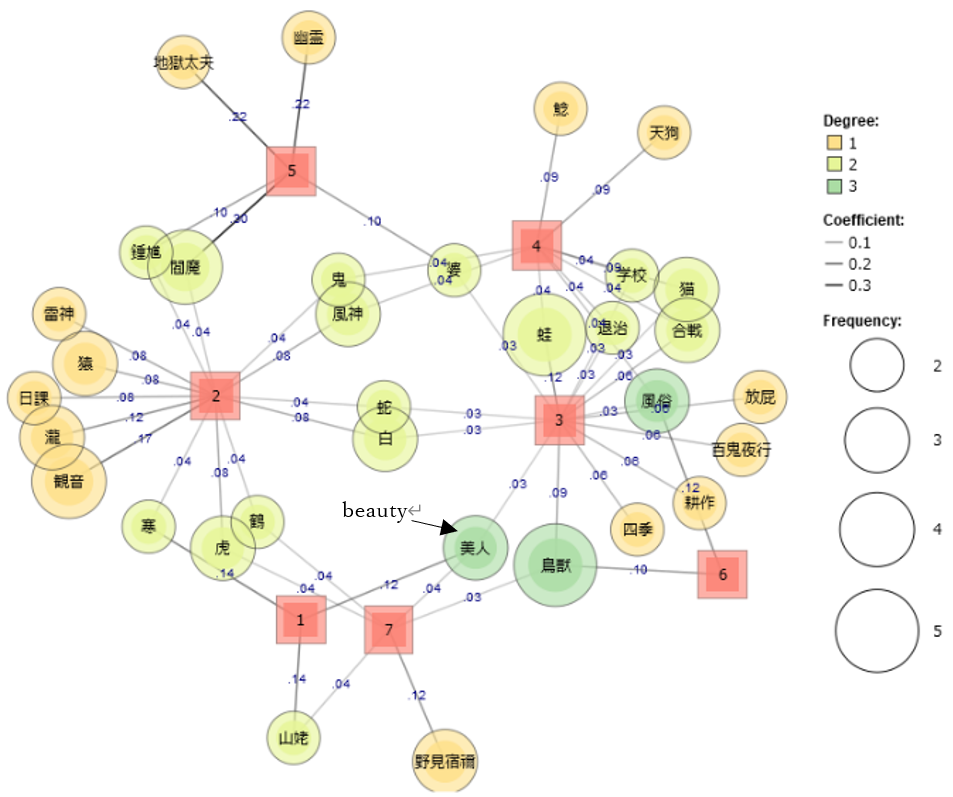 幽霊
地獄太夫
.22
.22
5
鯰
天狗
.09
.09
.10
.30
.10
4
鍾馗
閻魔
鬼
婆
.04
.04
.04
.09
.04
学校
猫
風神
.04
.04
雷神
.04
.04
蛙
.04
退治
合戦
.04
.08
.03
.03
.03
.03
.06
猿
.08
.08
.12
日課
.08
2
.04
蛇
.03
3
.03
風俗
.06
放屁
.12
.08
白
.03
.06
百鬼夜行
瀧
.17
観音
.04
.08
.04
.03
.09
.06
.06
.12
耕作
寒
鶴
虎
beauty↵
美人
鳥獣
四季
.14
.04
.04
.12
.04
.03
.10
6
1
7
.14
.04
.12
山姥
野見宿禰
Degree:
1
2
3
Coefficient:
0.1
0.2
0.3
Frequency:
2
3
4
5